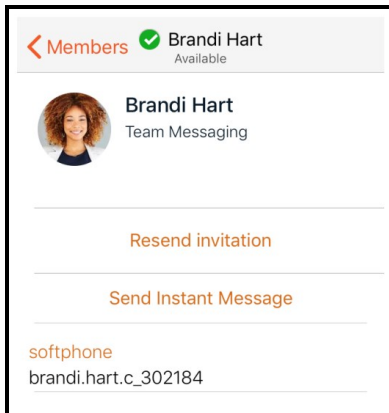 Members
Brandi Hart
Available
Brandi Hart
Team Messaging
Resend invitation
Send Instant Message
softphone
brandi.hart.c_302184